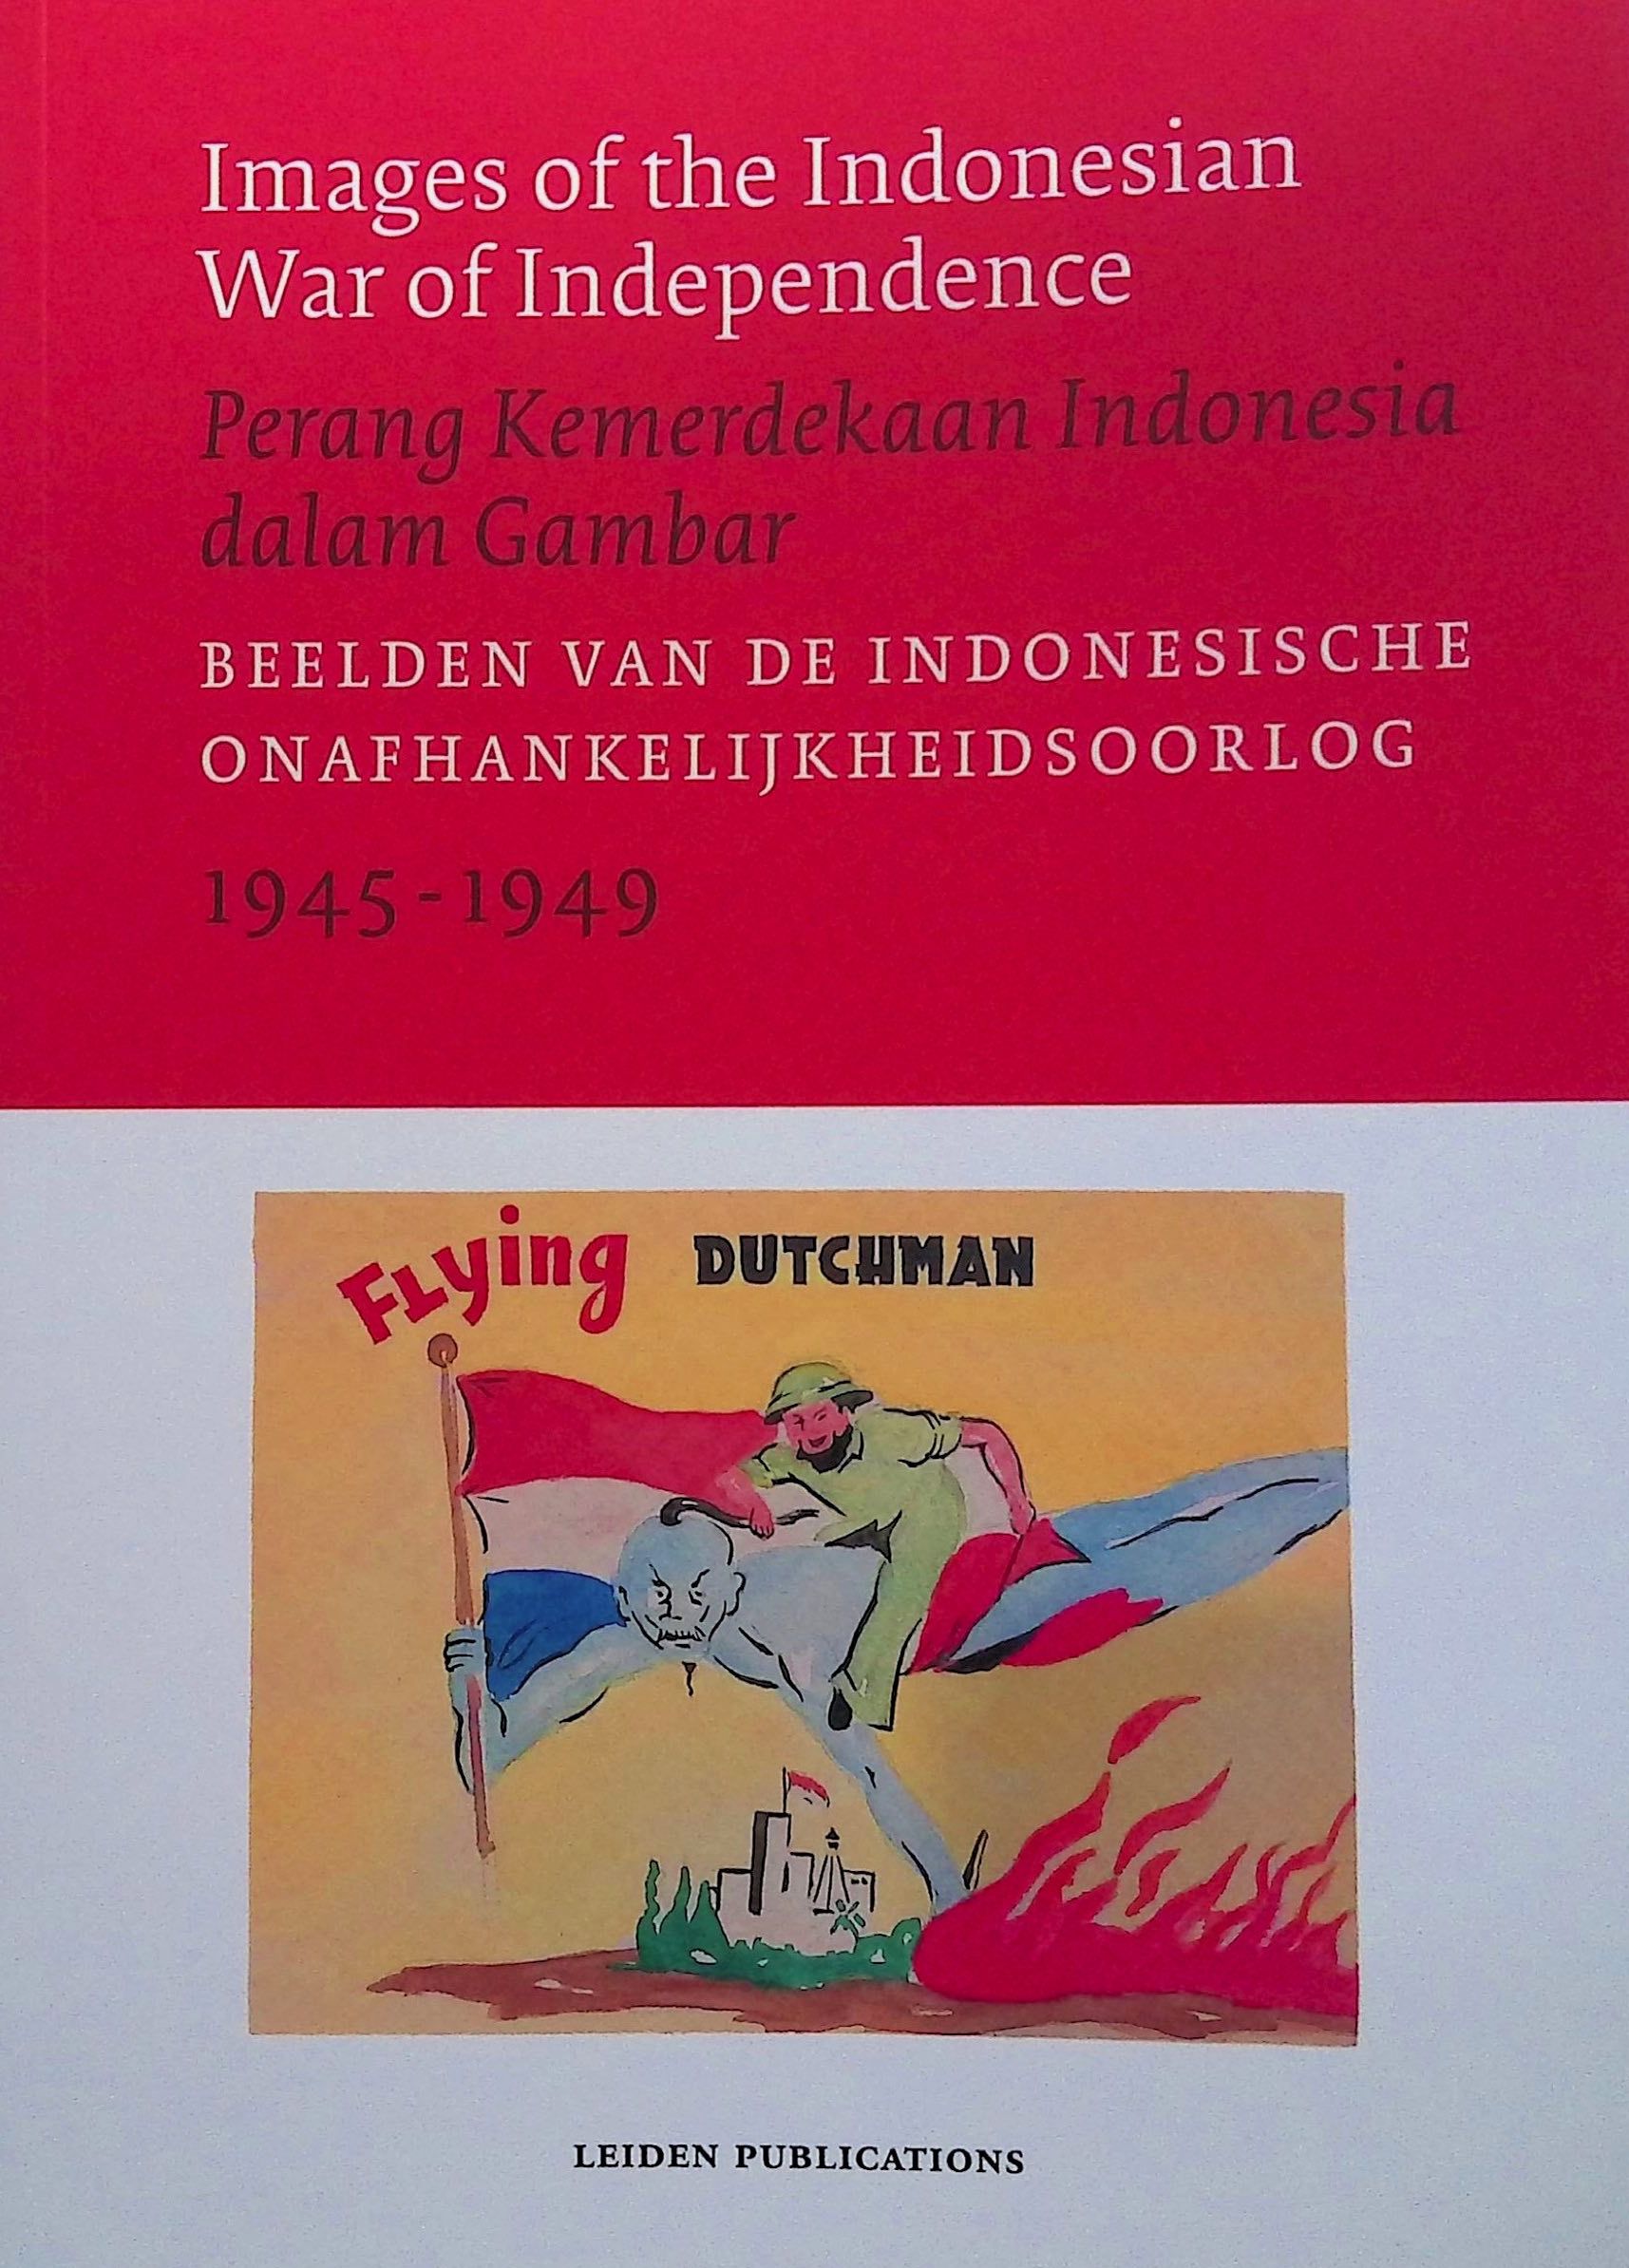 Images of the Indonesian
War of Independence
Perang Kemerdekaan Indonesia
dalam Gambar
BEELDEN VAN DE INDONESISCHE
ONAFHANKELIJKHEIDSOORLOG
1945-1949
FLying DUTCHMAN
LEIDEN PUBLICATIONS